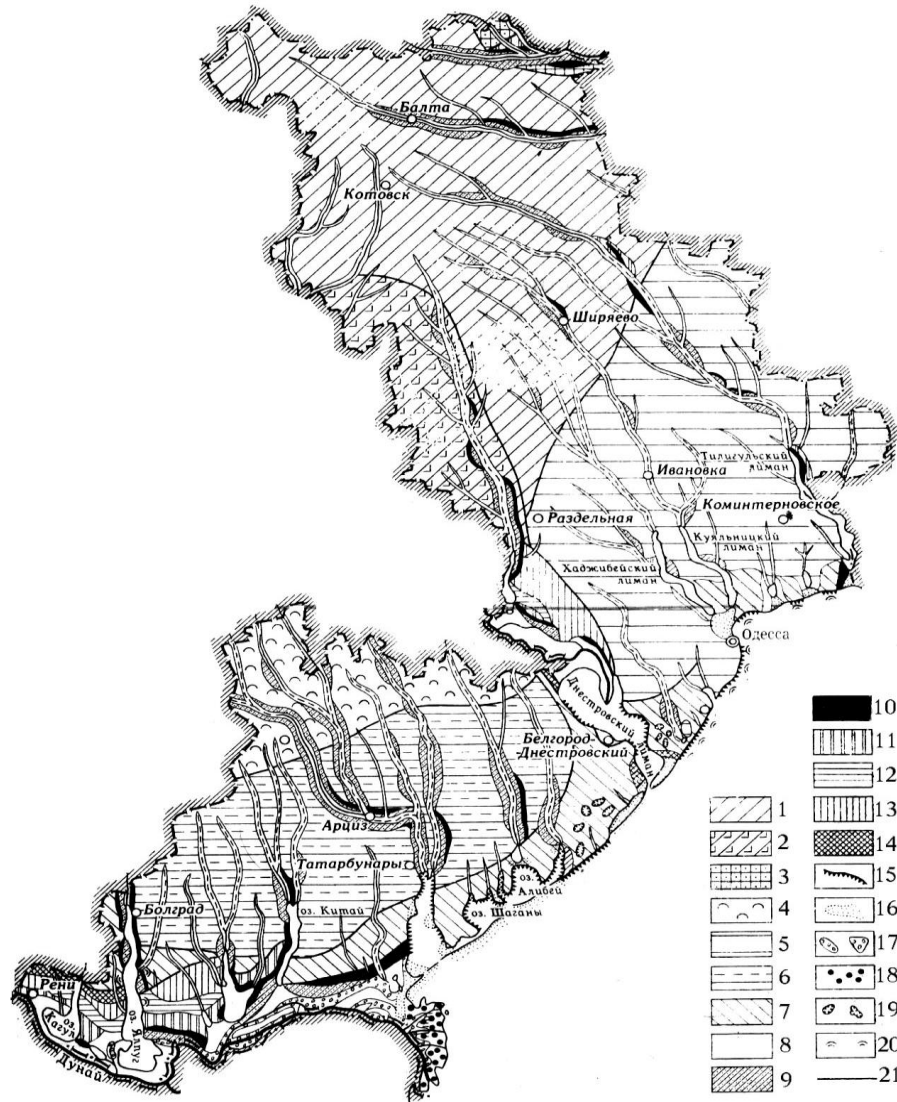 Балта
Котовск
Ширяево
Тилигульский
лиман
Ивановка
Коминтерновское
Раздельная
Куяльницкий
лиман
Хаджибейский
лиман
Одесса
Днестровский
лиман
Белгород-
Днестровский
Арциз
Татарбунары
оз.
Алибей
оз. Шаганы
оз. Китай
Болград
Рени
оз.
Кагул
оз. Ялпуг
Дунай
1
2
3
4
5
6
7
8
9
10
11
12
13
14
15
16
17
18
19
20
21